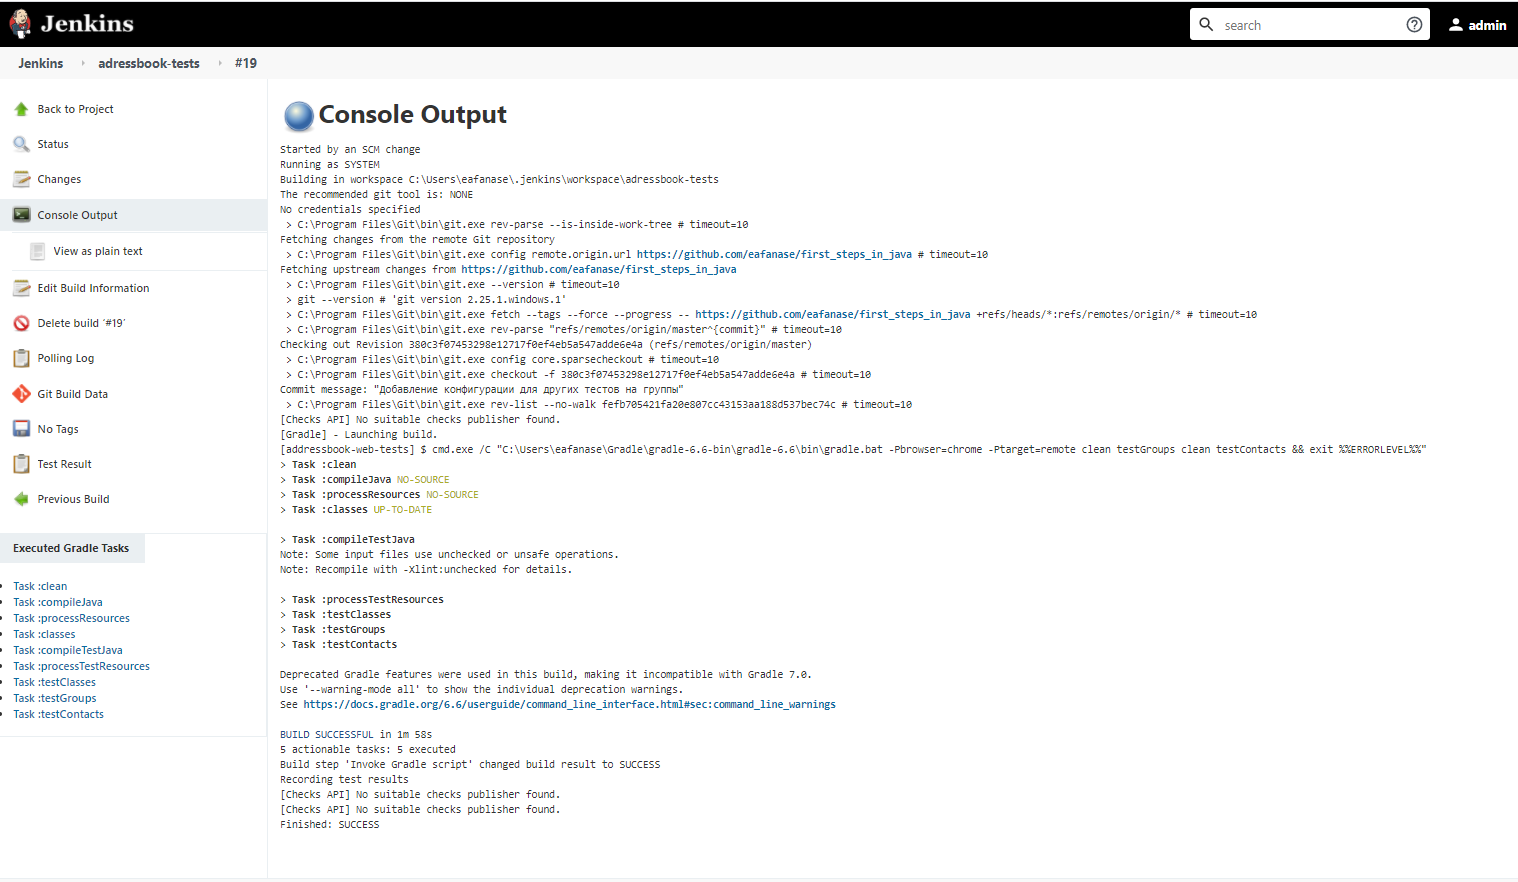 Jenkins
search
admin
Jenkins
adressbook-tests
#19
Back to Project
Status
Changes
Console Output
View as plain text
Edit Build Information
Delete build ‘#19’
Polling Log
Git Build Data
No Tags
Test Result
Previous Build
Executed Gradle Tasks
Task :clean
Task :compileJava
Task :processResources
Task :classes
Task :compileTestJava
Task :processTestResources
Task :testClasses
Task :testGroups
Task :testContacts
Console Output
Started by an SCM change
Running as SYSTEM
Building in workspace C:\Users\eafanase\.jenkins\workspace\adressbook-tests
The recommended git tool is: NONE
No credentials specified
> C:\Program Files\Git\bin\git.exe rev-parse --is-inside-work-tree # timeout=10
Fetching changes from the remote Git repository
> C:\Program Files\Git\bin\git.exe config remote.origin.url https://github.com/eafanase/first_steps_in_java # timeout=10
Fetching upstream changes from https://github.com/eafanase/first_steps_in_java
> C:\Program Files\Git\bin\git.exe --version # timeout=10
> git --version # 'git version 2.25.1.windows.1'
> C:\Program Files\Git\bin\git.exe fetch --tags --force --progress -- https://github.com/eafanase/first_steps_in_java +refs/heads/*:refs/remotes/origin/* # timeout=10
> C:\Program Files\Git\bin\git.exe rev-parse "refs/remotes/origin/master^{commit}" # timeout=10
Checking out Revision 380c3f07453298e12717f0ef4eb5a547adde6e4a (refs/remotes/origin/master)
> C:\Program Files\Git\bin\git.exe config core.sparsecheckout # timeout=10
> C:\Program Files\Git\bin\git.exe checkout -f 380c3f07453298e12717f0ef4eb5a547adde6e4a # timeout=10
Commit message: "Добавление конфигурации для других тестов на группы"
> C:\Program Files\Git\bin\git.exe rev-list --no-walk fefb705421fa20e807cc43153aa188d537bec74c # timeout=10
[Checks API] No suitable checks publisher found.
[Gradle] - Launching build.
[addressbook-web-tests] $ cmd.exe /C "C:\Users\eafanase\Gradle\gradle-6.6-bin\gradle-6.6\bin\gradle.bat -Pbrowser=chrome -Ptarget=remote clean testGroups clean testContacts && exit %%ERRORLEVEL%%"
> Task :clean
> Task :compileJava NO-SOURCE
> Task :processResources NO-SOURCE
> Task :classes UP-TO-DATE
> Task :compileTestJava
Note: Some input files use unchecked or unsafe operations.
Note: Recompile with -Xlint:unchecked for details.
> Task :processTestResources
> Task :testClasses
> Task :testGroups
> Task :testContacts
Deprecated Gradle features were used in this build, making it incompatible with Gradle 7.0.
Use '--warning-mode all' to show the individual deprecation warnings.
See https://docs.gradle.org/6.6/userguide/command_line_interface.html#sec:command_line_warnings
BUILD SUCCESSFUL in 1m 58s
5 actionable tasks: 5 executed
Build step 'Invoke Gradle script' changed build result to SUCCESS
Recording test results
[Checks API] No suitable checks publisher found.
[Checks API] No suitable checks publisher found.
Finished: SUCCESS